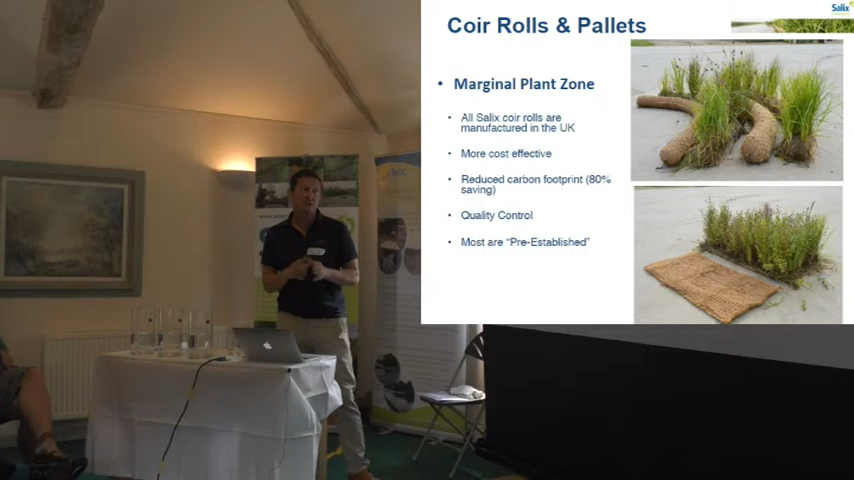 Salix
Coir Rolls & Pallets
• Marginal Plant Zone
• All Salix coir rolls are
manufactured in the UK
• More cost effective
• Reduced carbon footprint (80%
saving)
• Quality Control
• Most are “Pre-Established”
cbec